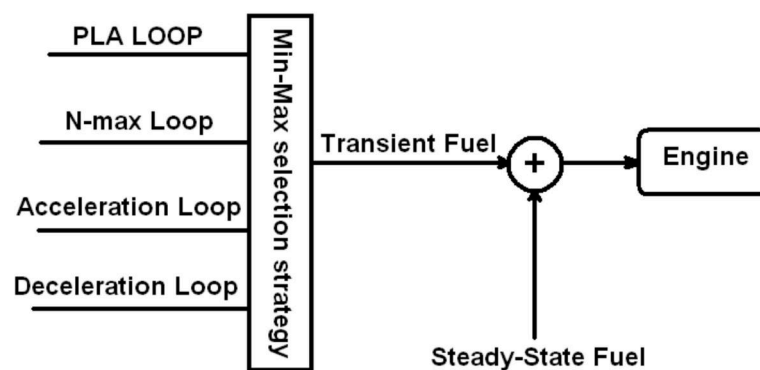 PLA LOOP
N-max Loop
Acceleration Loop
Deceleration Loop
Min-Max selection strategy
Transient Fuel
+
Engine
Steady-State Fuel